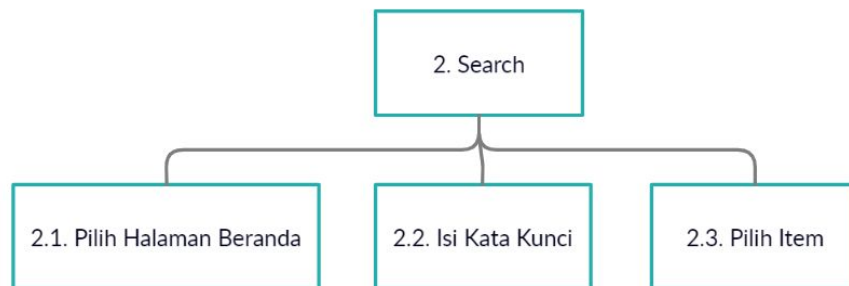 2. Search
2.1. Pilih Halaman Beranda
2.2. Isi Kata Kunci
2.3. Pilih Item